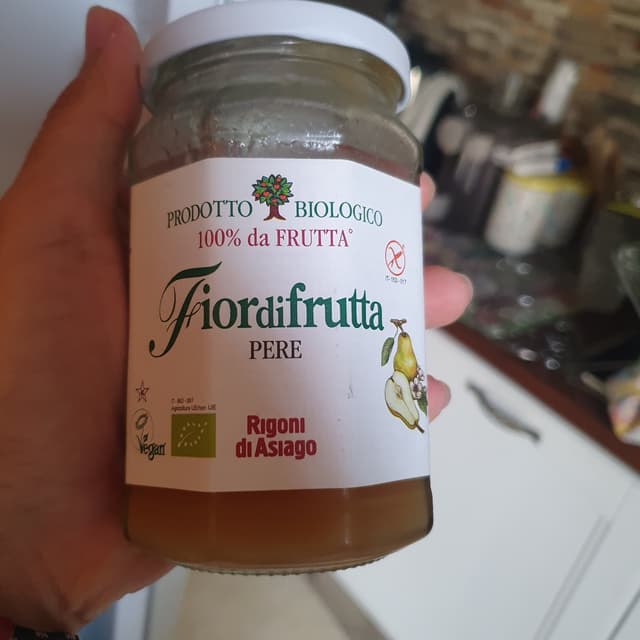 PRODOTTO BIOLOGICO
100% da FRUTTA°
Fiordifrutta
PERE
Vegan
Rigoni
di Asiago